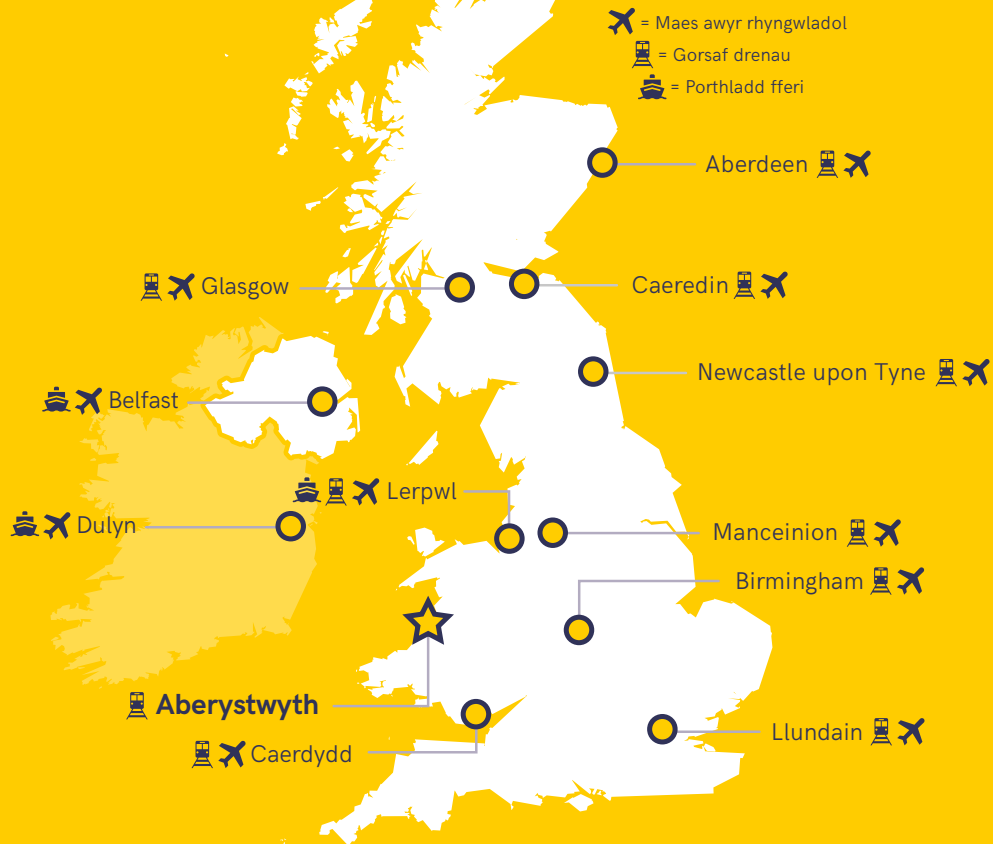 = Maes awyr rhyngwladol
= Gorsaf drenau
= Porthladd fferi
Aberdeen
Glasgow
Caeredin
Newcastle upon Tyne
Belfast
Lerpwl
Dulyn
Manceinion
Birmingham
Aberystwyth
Llundain
Caerdydd